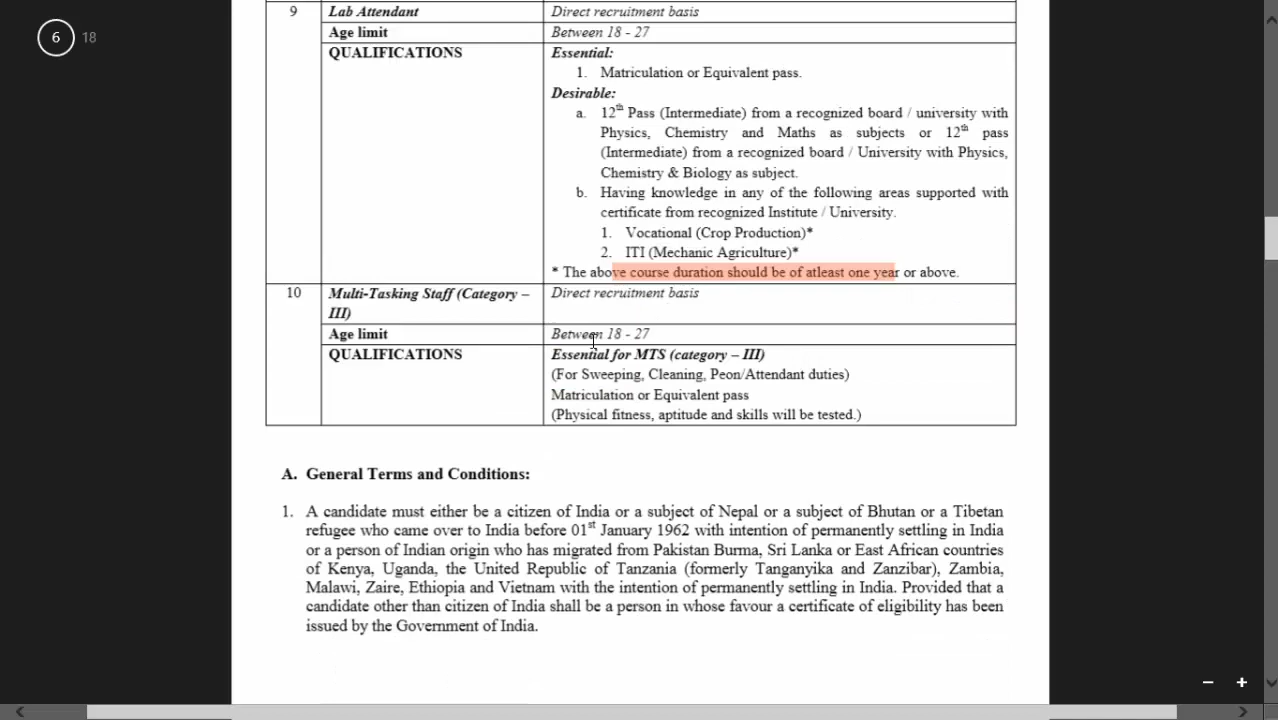 6 18
9 Lab Attendant Direct recruitment basis
Age limit Between 18 - 27
QUALIFICATIONS Essential:
1. Matriculation or Equivalent pass.
Desirable:
a. 12th Pass (Intermediate) from a recognized board / university with
Physics, Chemistry and Maths as subjects or 12th pass
(Intermediate) from a recognized board / University with Physics,
Chemistry & Biology as subject.
b. Having knowledge in any of the following areas supported with
certificate from recognized Institute / University.
1. Vocational (Crop Production)*
2. ITI (Mechanic Agriculture)*
* The above course duration should be of atleast one year or above.
10 Multi-Tasking Staff (Category – Direct recruitment basis
III)
Age limit Between 18 - 27
QUALIFICATIONS Essential for MTS (category – III)
(For Sweeping, Cleaning, Peon/Attendant duties)
Matriculation or Equivalent pass
(Physical fitness, aptitude and skills will be tested.)
A. General Terms and Conditions:
1. A candidate must either be a citizen of India or a subject of Nepal or a subject of Bhutan or a Tibetan
refugee who came over to India before 01st January 1962 with intention of permanently settling in India
or a person of Indian origin who has migrated from Pakistan Burma, Sri Lanka or East African countries
of Kenya, Uganda, the United Republic of Tanzania (formerly Tanganyika and Zanzibar), Zambia,
Malawi, Zaire, Ethiopia and Vietnam with the intention of permanently settling in India. Provided that a
candidate other than citizen of India shall be a person in whose favour a certificate of eligibility has been
issued by the Government of India.